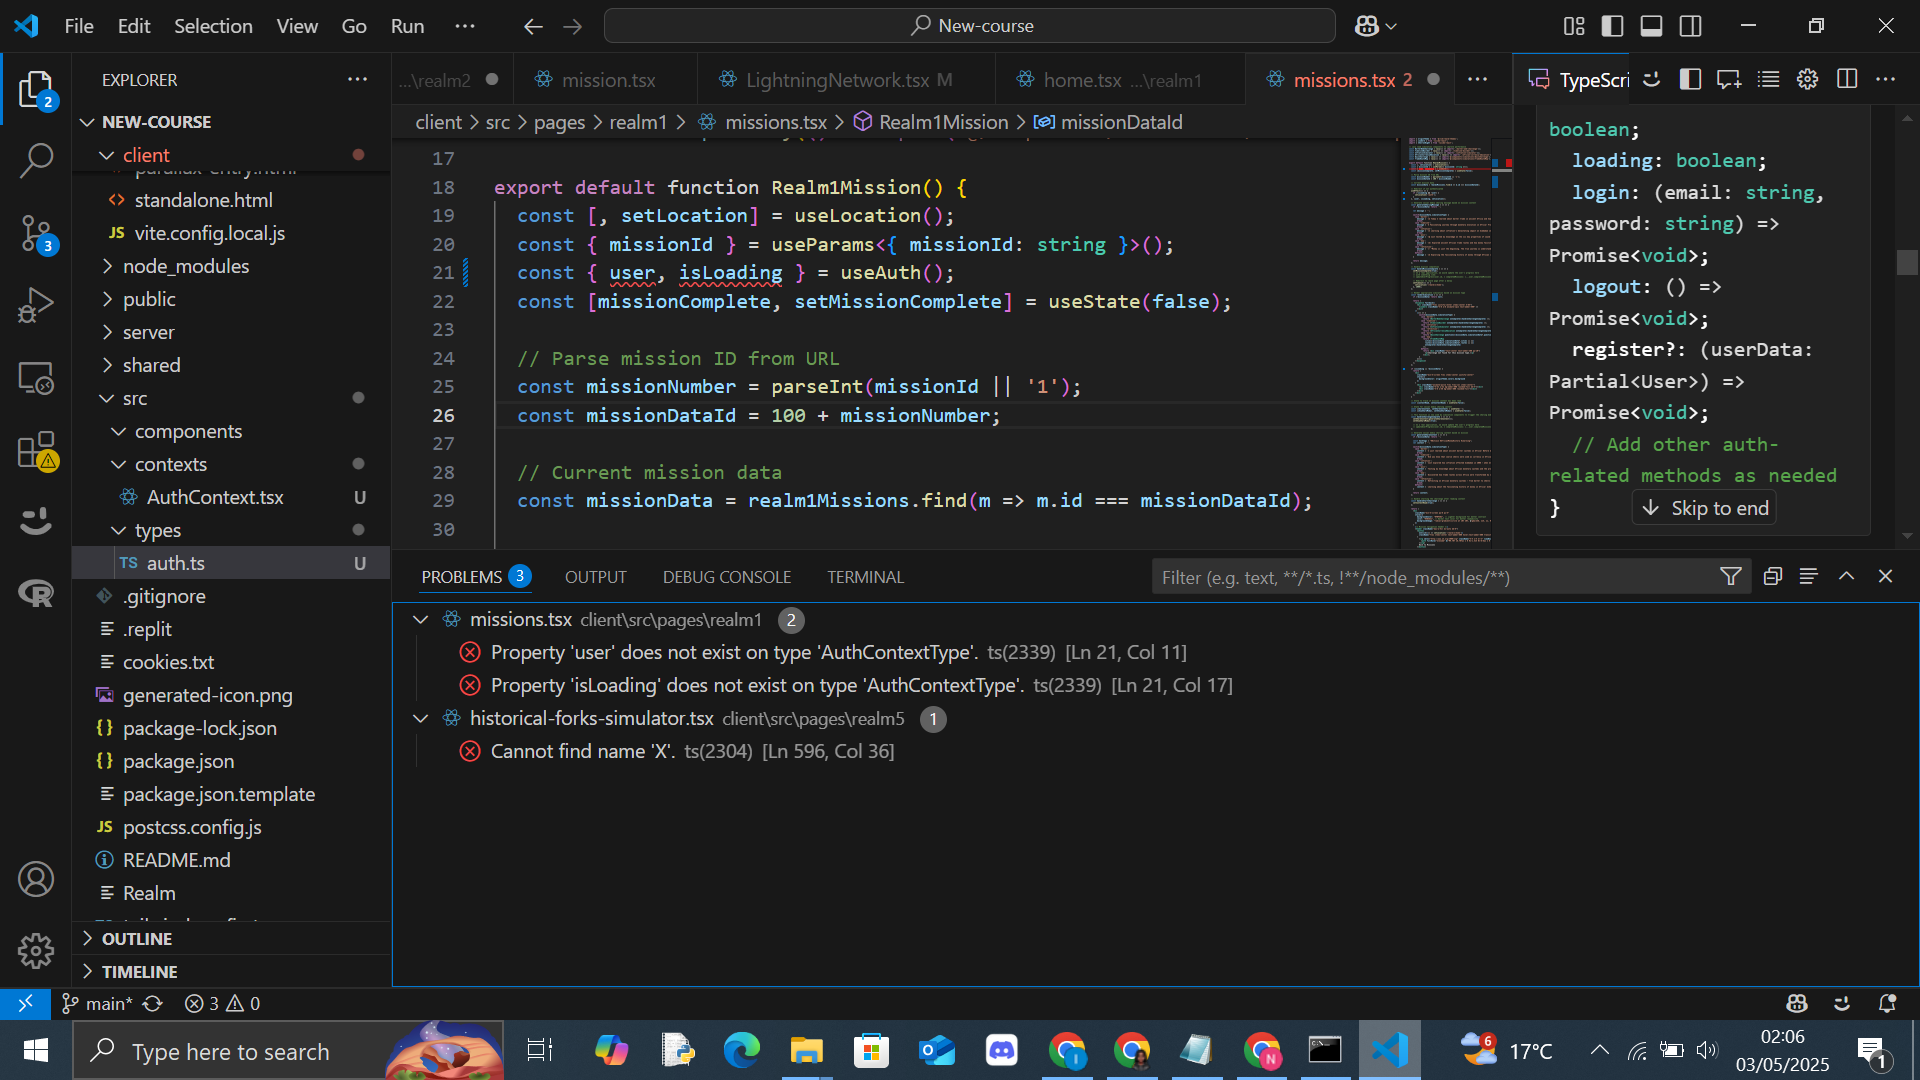 File Edit Selection View Go Run ··· New-course
EXPLORER ···
NEW-COURSE
client
parallax-entry.html
standalone.html
JS vite.config.local.js
node_modules
public
server
shared
src
components
contexts
AuthContext.tsx U
types
TS auth.ts U
.gitignore
.replit
cookies.txt
generated-icon.png
{} package-lock.json
{} package.json
package.json.template
JS postcss.config.js
README.md
Realm
OUTLINE
TIMELINE
2
3
...\realm2 mission.tsx LightningNetwork.tsx M home.tsx ...\realm1 missions.tsx 2 ···
client > src > pages > realm1 > missions.tsx > Realm1Mission > missionDataId
17
18 export default function Realm1Mission() {
19 const [, setLocation] = useLocation();
20 const { missionId } = useParams<{ missionId: string }>();
21 const { user, isLoading } = useAuth();
22 const [missionComplete, setMissionComplete] = useState(false);
23
24 // Parse mission ID from URL
25 const missionNumber = parseInt(missionId || '1');
26 const missionDataId = 100 + missionNumber;
27
28 // Current mission data
29 const missionData = realm1Missions.find(m => m.id === missionDataId);
30
TypeScri ···
boolean;
loading: boolean;
login: (email: string,
password: string) =>
Promise<void>;
logout: () =>
Promise<void>;
register?: (userData:
Partial<User>) =>
Promise<void>;
// Add other auth-
related methods as needed
}
Skip to end
PROBLEMS 3 OUTPUT DEBUG CONSOLE TERMINAL Filter (e.g. text, **/*.ts, !**/node_modules/**)
missions.tsx client\src\pages\realm1 2
Property 'user' does not exist on type 'AuthContextType'. ts(2339) [Ln 21, Col 11]
Property 'isLoading' does not exist on type 'AuthContextType'. ts(2339) [Ln 21, Col 17]
historical-forks-simulator.tsx client\src\pages\realm5 1
Cannot find name 'X'. ts(2304) [Ln 596, Col 36]
main* 3 0
Type here to search
6 17°C
02:06
03/05/2025
1